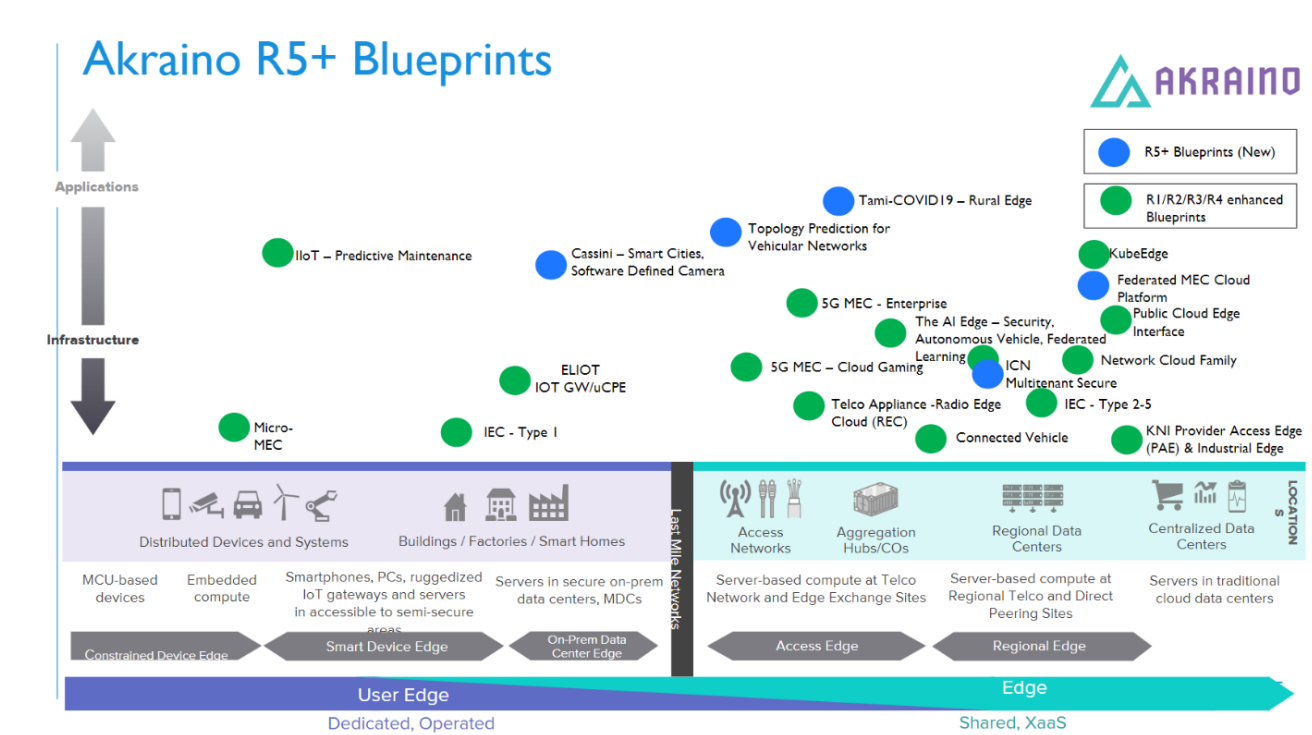 Akraino R5+ Blueprints
AKRAINO
R5+ Blueprints (New)
R1/R2/R3/R4 enhanced
Blueprints
Applications
Infrastructure
Tami-COVID19 – Rural Edge
Topology Prediction for
Vehicular Networks
IIoT – Predictive Maintenance
Cassini – Smart Cities,
Software Defined Camera
KubeEdge
Federated MEC Cloud
Platform
5G MEC - Enterprise
Public Cloud Edge
Interface
The AI Edge – Security,
Autonomous Vehicle, Federated
Learning
5G MEC – Cloud Gaming
ICN
Multitenant Secure
Network Cloud Family
ELIOT
IOT GW/uCPE
Telco Appliance -Radio Edge
Cloud (REC)
IEC - Type 2-5
Micro-
MEC
IEC - Type 1
Connected Vehicle
KNI Provider Access Edge
(PAE) & Industrial Edge
Distributed Devices and Systems
Buildings / Factories / Smart Homes
Last Mile Networks
Access
Networks
Aggregation
Hubs/COs
Regional Data
Centers
Centralized Data
Centers
LOCATION
S
MCU-based
devices
Embedded
compute
Smartphones, PCs, ruggedized
IoT gateways and servers
in accessible to semi-secure
areas
Servers in secure on-prem
data centers, MDCs
Server-based compute at Telco
Network and Edge Exchange Sites
Server-based compute at
Regional Telco and Direct
Peering Sites
Servers in traditional
cloud data centers
Constrained Device Edge
Smart Device Edge
On-Prem Data
Center Edge
Access Edge
Regional Edge
User Edge
Edge
Dedicated, Operated
Shared, XaaS